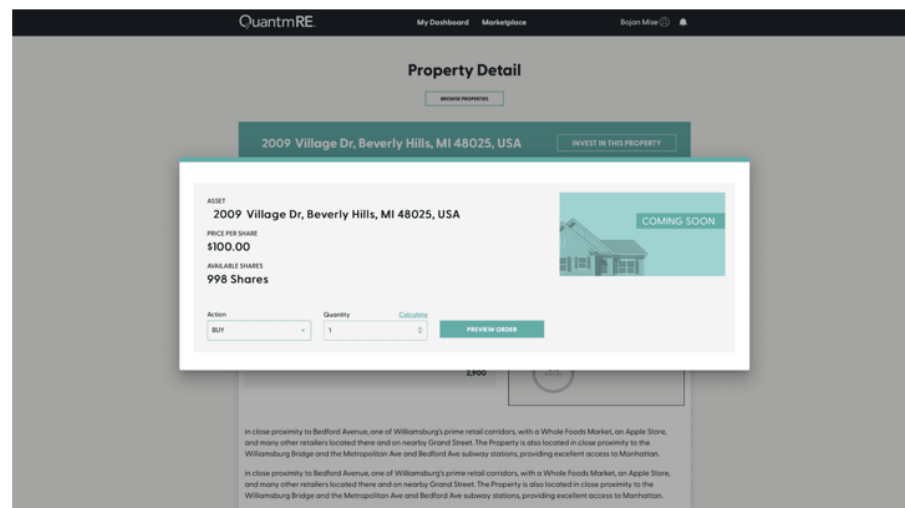 QuantmRE.
My Dashboard Marketplace
Bojan Mise
Property Detail
BROWSE PROPERTIES
2009 Village Dr, Beverly Hills, MI 48025, USA
INVEST IN THIS PROPERTY
ASSET
2009 Village Dr, Beverly Hills, MI 48025, USA
PRICE PER SHARE
$100.00
AVAILABLE SHARES
998 Shares
COMING SOON
Action
Quantity
Calculate
BUY
1
PREVIEW ORDER
2,900
in close proximity to Bedford Avenue, one of Williamsburg's prime retail corridors, with a Whole Foods Market, an Apple Store,
and many other retailers located there and on nearby Grand Street. The Property is also located in close proximity to the
Williamsburg Bridge and the Metropolitan Ave and Bedford Ave subway stations, providing excellent access to Manhattan.
in close proximity to Bedford Avenue, one of Williamsburg's prime retail corridors, with a Whole Foods Market, an Apple Store,
and many other retailers located there and on nearby Grand Street. The Property is also located in close proximity to the
Williamsburg Bridge and the Metropolitan Ave and Bedford Ave subway stations, providing excellent access to Manhattan.